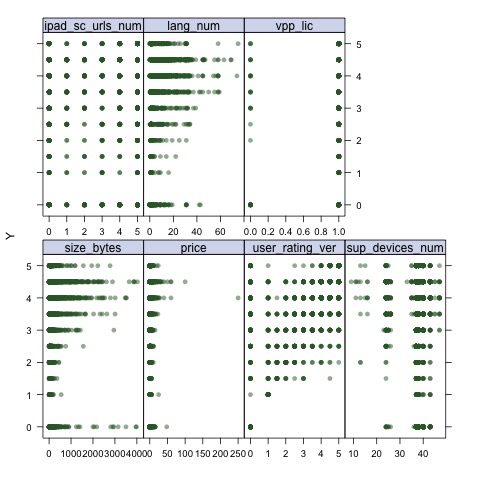 ipad_sc_urls_num lang_num vpp_lic
5
4
3
2
1
0
0 1 2 3 4 5 0 20 40 60 0.0 0.2 0.4 0.6 0.8 1.0
Y
size_bytes price user_rating_ver sup_devices_num
5
4
3
2
1
0
0 1000 2000 3000 4000 0 50 100 150 200 250 0 1 2 3 4 5 10 20 30 40